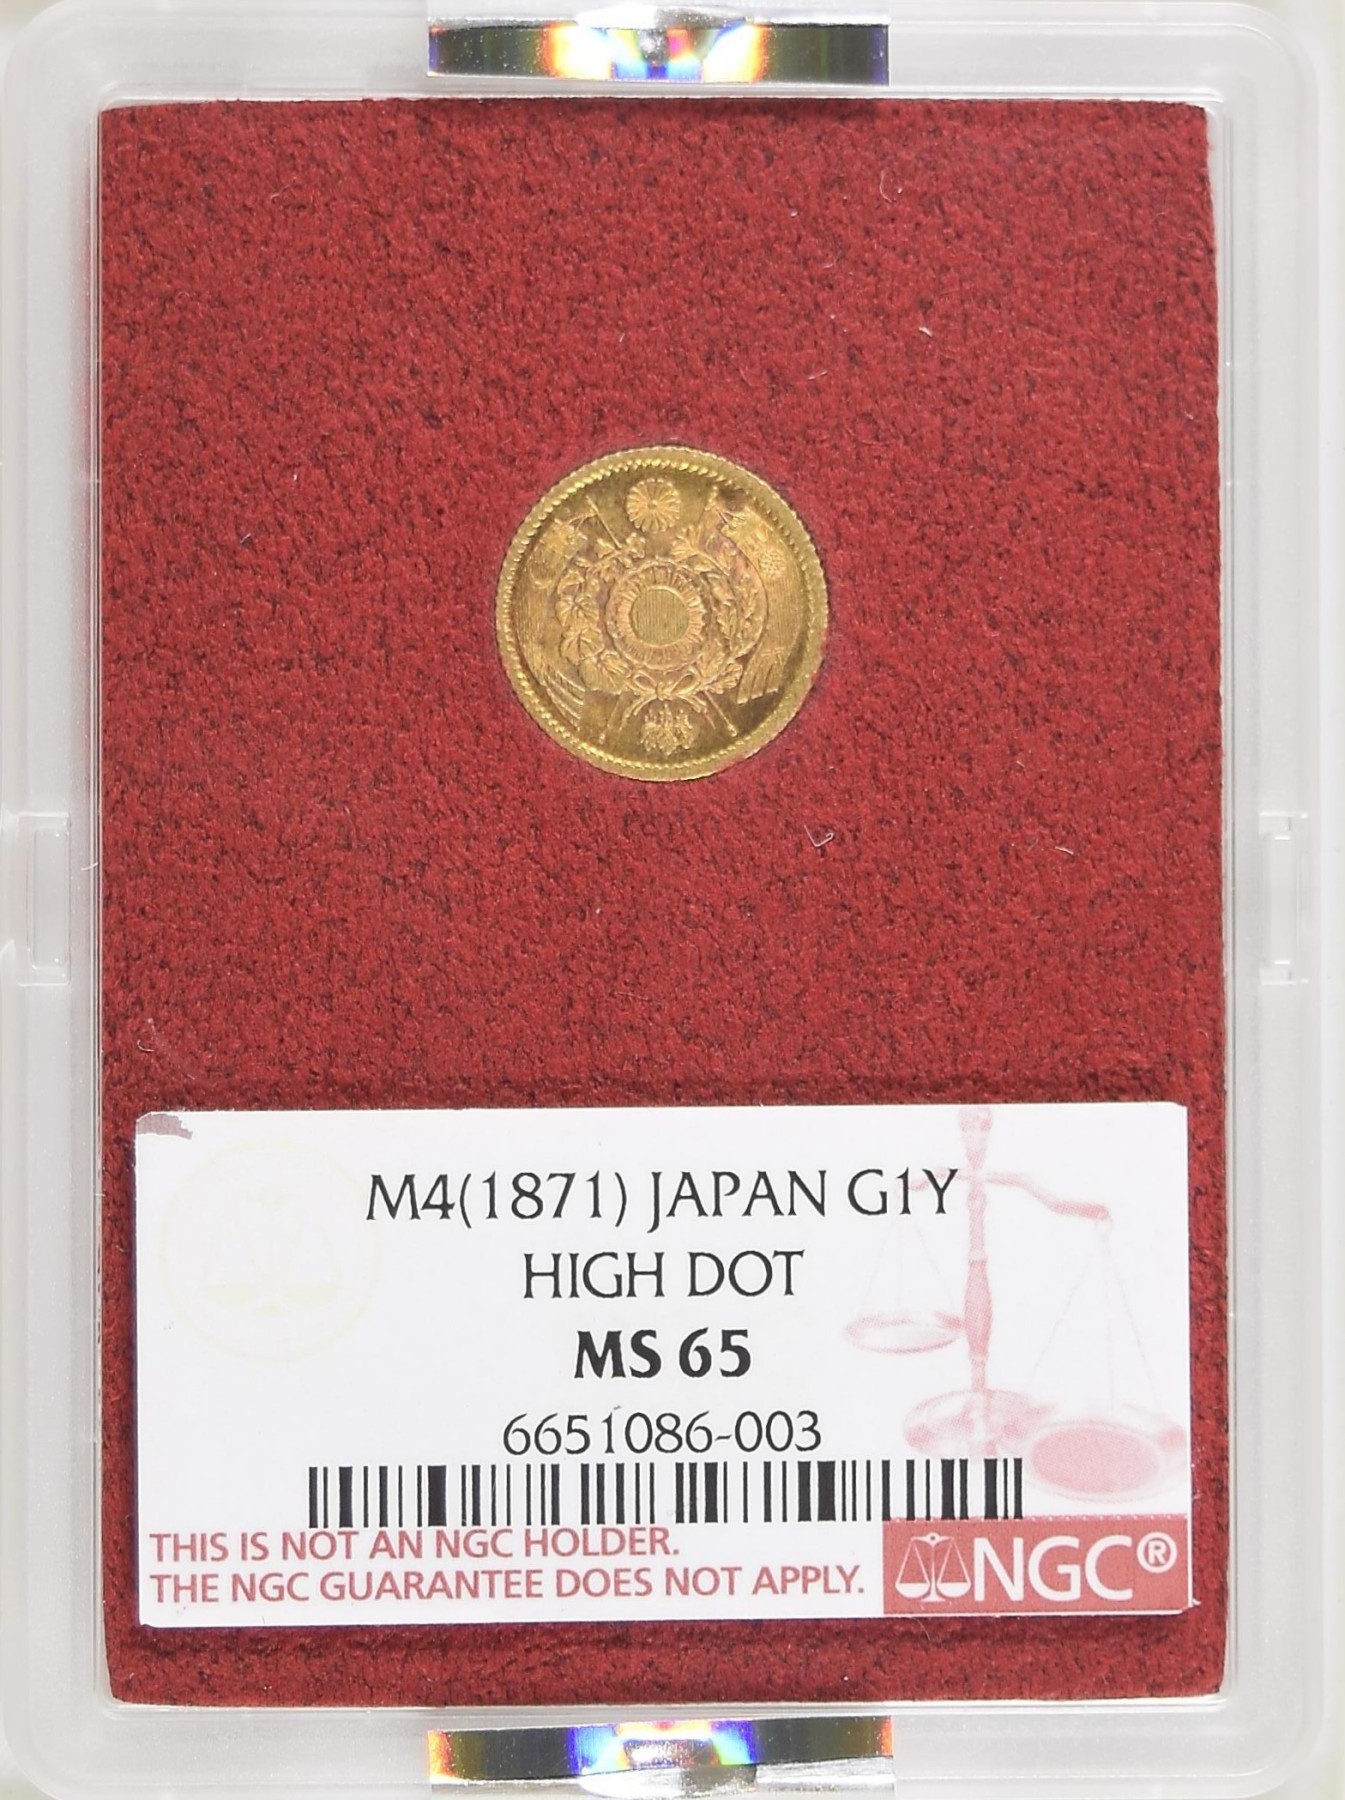 M4(1871) JAPAN G1Y
HIGH DOT
MS 65
6651086-003
THIS IS NOT AN NGC HOLDER.
THE NGC GUARANTEE DOES NOT APPLY.
NGC®